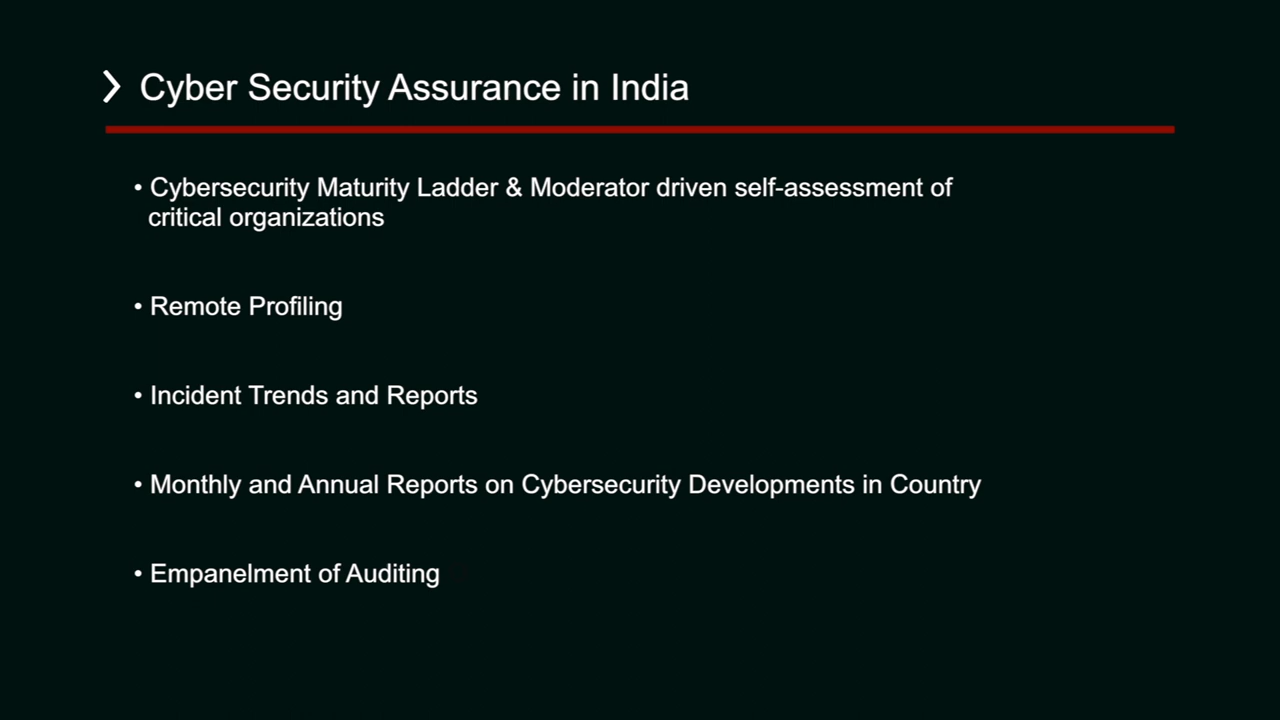 Cyber Security Assurance in India
• Cybersecurity Maturity Ladder & Moderator driven self-assessment of
critical organizations
• Remote Profiling
• Incident Trends and Reports
• Monthly and Annual Reports on Cybersecurity Developments in Country
• Empanelment of Auditing